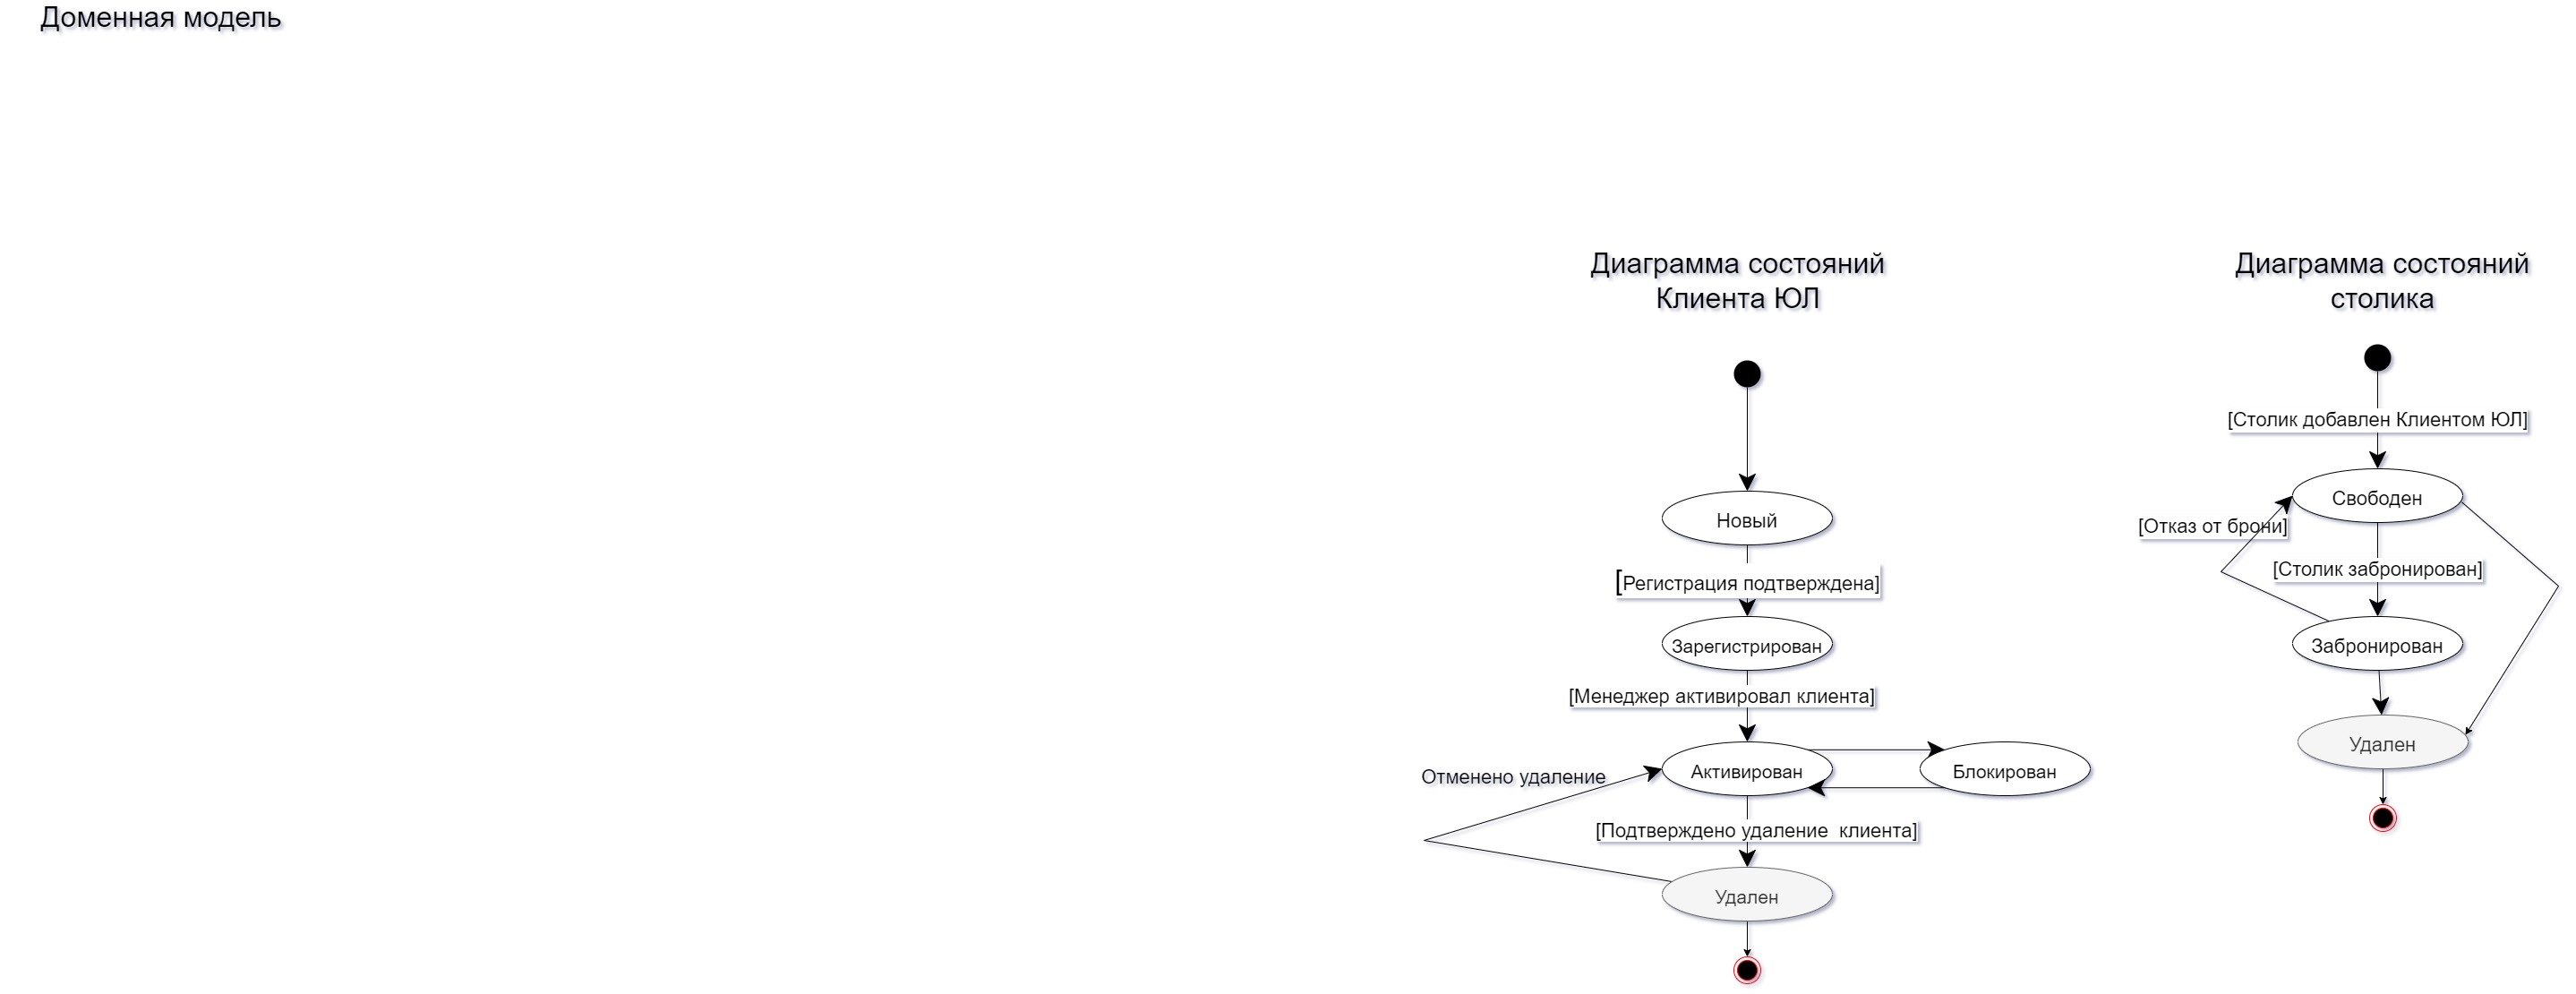 Доменная модель
Диаграмма состояний
Клиента ЮЛ
Новый
[Регистрация подтверждена]
Зарегистрирован
[Менеджер активировал клиента]
Активирован
Блокирован
Отменено удаление
[Подтверждено удаление  клиента]
Удален
Диаграмма состояний
столика
[Столик добавлен Клиентом ЮЛ]
Свободен
[Отказ от брони]
[Столик забронирован]
Забронирован
Удален